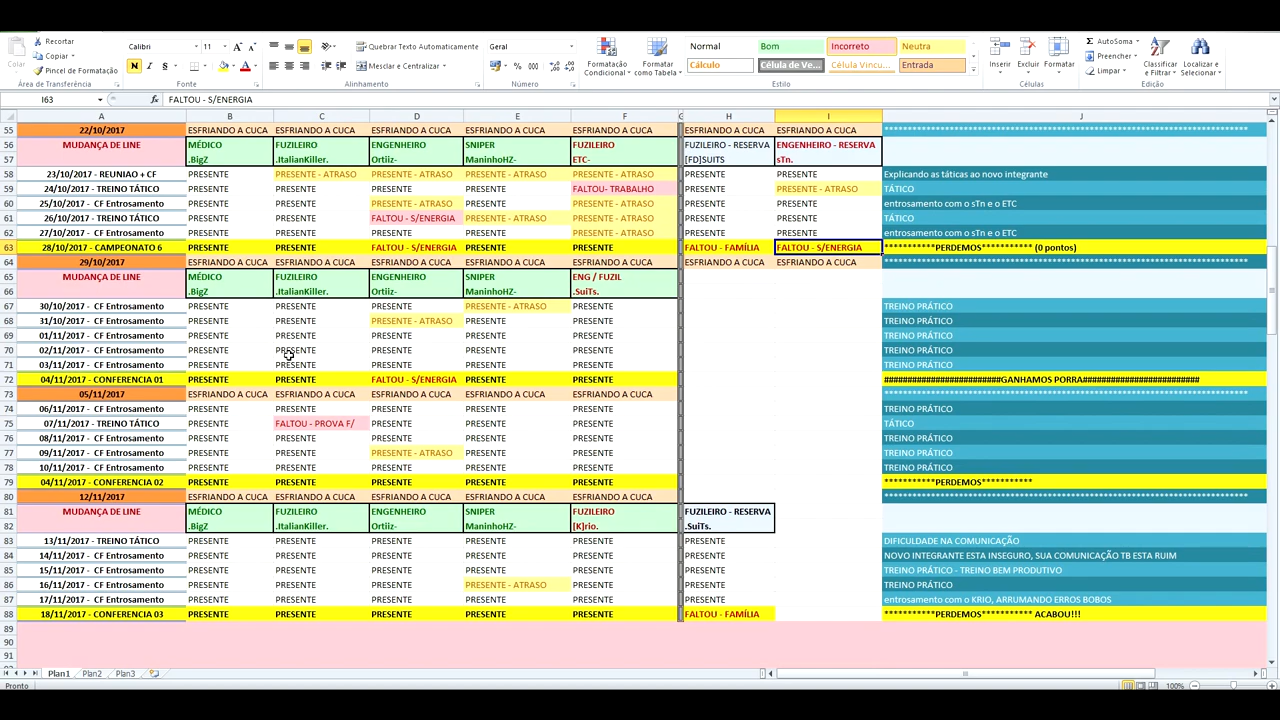 Recortar Calibri 11 Quebrar Texto Automaticamente Geral Normal Bom Incorreto Neutra AutoSoma
Colar Copiar Preencher
Pincel de Formatação N I S Mesclar e Centralizar % 000 Formatação Condicional Formatar como Tabela Cálculo Célula de Ve... Célula Vincu... Entrada Inserir Excluir Formatar Limpar Classificar e Filtrar Localizar e Selecionar
Área de Transferência Fonte Alinhamento Número Estilo Células Edição
I63 fx FALTOU - S/ENERGIA
A B C D E F G H I J
55 22/10/2017 ESFRIANDO A CUCA ESFRIANDO A CUCA ESFRIANDO A CUCA ESFRIANDO A CUCA ESFRIANDO A CUCA ESFRIANDO A CUCA ESFRIANDO A CUCA
56 MUDANÇA DE LINE MÉDICO FUZILEIRO ENGENHEIRO SNIPER FUZILEIRO FUZILEIRO - RESERVA ENGENHEIRO - RESERVA
57 .BigZ .ItalianKiller. Ortiiz- ManinhoHZ- ETC- [FD]SUITS sTn.
58 23/10/2017 - REUNIAO + CF PRESENTE PRESENTE - ATRASO PRESENTE - ATRASO PRESENTE - ATRASO PRESENTE - ATRASO PRESENTE PRESENTE Explicando as táticas ao novo integrante
59 24/10/2017 - TREINO TÁTICO PRESENTE PRESENTE PRESENTE PRESENTE FALTOU- TRABALHO PRESENTE PRESENTE - ATRASO TÁTICO
60 25/10/2017 - CF Entrosamento PRESENTE PRESENTE PRESENTE - ATRASO PRESENTE PRESENTE - ATRASO PRESENTE PRESENTE entrosamento com o sTn e o ETC
61 26/10/2017 - TREINO TÁTICO PRESENTE PRESENTE FALTOU - S/ENERGIA PRESENTE - ATRASO PRESENTE - ATRASO PRESENTE PRESENTE TÁTICO
62 27/10/2017 - CF Entrosamento PRESENTE PRESENTE PRESENTE PRESENTE PRESENTE - ATRASO PRESENTE PRESENTE entrosamento com o sTn e o ETC
63 28/10/2017 - CAMPEONATO 6 PRESENTE PRESENTE FALTOU - S/ENERGIA PRESENTE PRESENTE FALTOU - FAMÍLIA FALTOU - S/ENERGIA **********PERDEMOS*********** (0 pontos)
64 29/10/2017 ESFRIANDO A CUCA ESFRIANDO A CUCA ESFRIANDO A CUCA ESFRIANDO A CUCA ESFRIANDO A CUCA ESFRIANDO A CUCA ESFRIANDO A CUCA
65 MUDANÇA DE LINE MÉDICO FUZILEIRO ENGENHEIRO SNIPER ENG / FUZIL
66 .BigZ .ItalianKiller. Ortiiz- ManinhoHZ- .SuiTs.
67 30/10/2017 - CF Entrosamento PRESENTE PRESENTE PRESENTE PRESENTE - ATRASO PRESENTE TREINO PRÁTICO
68 31/10/2017 - CF Entrosamento PRESENTE PRESENTE PRESENTE - ATRASO PRESENTE PRESENTE TREINO PRÁTICO
69 01/11/2017 - CF Entrosamento PRESENTE PRESENTE PRESENTE PRESENTE PRESENTE TREINO PRÁTICO
70 02/11/2017 - CF Entrosamento PRESENTE PRESENTE PRESENTE PRESENTE PRESENTE TREINO PRÁTICO
71 03/11/2017 - CF Entrosamento PRESENTE PRESENTE PRESENTE PRESENTE PRESENTE TREINO PRÁTICO
72 04/11/2017 - CONFERENCIA 01 PRESENTE PRESENTE FALTOU - S/ENERGIA PRESENTE PRESENTE ##########################GANHAMOS PORRA##########################
73 05/11/2017 ESFRIANDO A CUCA ESFRIANDO A CUCA ESFRIANDO A CUCA ESFRIANDO A CUCA ESFRIANDO A CUCA
74 06/11/2017 - CF Entrosamento PRESENTE PRESENTE PRESENTE PRESENTE PRESENTE TREINO PRÁTICO
75 07/11/2017 - TREINO TÁTICO PRESENTE FALTOU - PROVA F/ PRESENTE PRESENTE PRESENTE TÁTICO
76 08/11/2017 - CF Entrosamento PRESENTE PRESENTE PRESENTE PRESENTE PRESENTE TREINO PRÁTICO
77 09/11/2017 - CF Entrosamento PRESENTE PRESENTE PRESENTE - ATRASO PRESENTE PRESENTE TREINO PRÁTICO
78 10/11/2017 - CF Entrosamento PRESENTE PRESENTE PRESENTE PRESENTE PRESENTE TREINO PRÁTICO
79 04/11/2017 - CONFERENCIA 02 PRESENTE PRESENTE PRESENTE PRESENTE PRESENTE **********PERDEMOS***********
80 12/11/2017 ESFRIANDO A CUCA ESFRIANDO A CUCA ESFRIANDO A CUCA ESFRIANDO A CUCA ESFRIANDO A CUCA
81 MUDANÇA DE LINE MÉDICO FUZILEIRO ENGENHEIRO SNIPER FUZILEIRO FUZILEIRO - RESERVA
82 .BigZ .ItalianKiller. Ortiiz- ManinhoHZ- [K]rio. .SuiTs.
83 13/11/2017 - TREINO TÁTICO PRESENTE PRESENTE PRESENTE PRESENTE PRESENTE PRESENTE DIFICULDADE NA COMUNICAÇÃO
84 14/11/2017 - CF Entrosamento PRESENTE PRESENTE PRESENTE PRESENTE PRESENTE PRESENTE NOVO INTEGRANTE ESTA INSEGURO, SUA COMUNICAÇÃO TB ESTA RUIM
85 15/11/2017 - CF Entrosamento PRESENTE PRESENTE PRESENTE PRESENTE PRESENTE PRESENTE TREINO PRÁTICO - TREINO BEM PRODUTIVO
86 16/11/2017 - CF Entrosamento PRESENTE PRESENTE PRESENTE PRESENTE - ATRASO PRESENTE PRESENTE TREINO PRÁTICO
87 17/11/2017 - CF Entrosamento PRESENTE PRESENTE PRESENTE PRESENTE PRESENTE PRESENTE entrosamento com o KRIO, ARRUMANDO ERROS BOBOS
88 18/11/2017 - CONFERENCIA 03 PRESENTE PRESENTE PRESENTE PRESENTE PRESENTE FALTOU - FAMÍLIA **********PERDEMOS*********** ACABOU!!!
89
90
91
Plan1 Plan2 Plan3
Pronto 100%